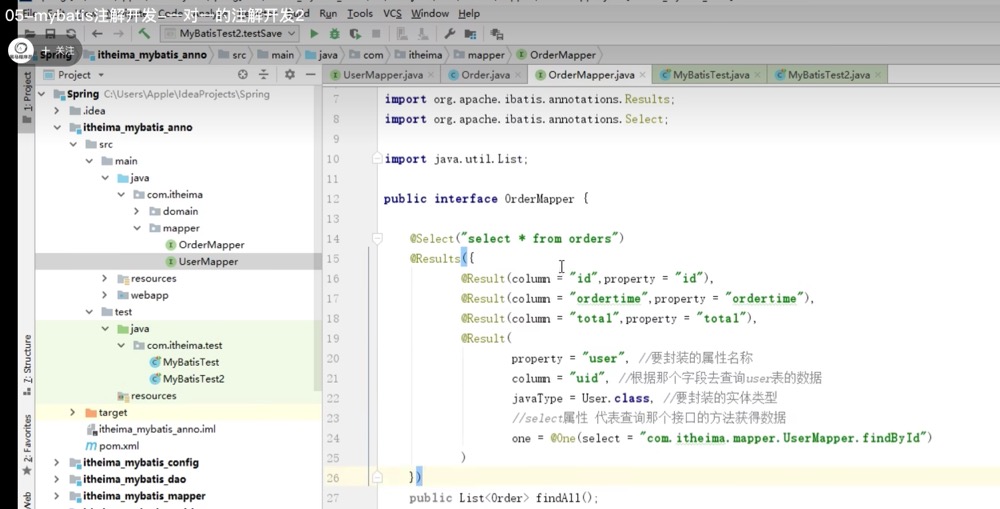 05-mybatis注解开发-一对一的注解开发2
Run Tools VCS Window Help
MyBatisTest2.testSave
+ 关注
Spring itheima_mybatis_anno src main java com itheima mapper OrderMapper
Project
UserMapper.java Order.java OrderMapper.java MyBatisTest.java MyBatisTest2.java
1: Project
7: Structure
2: Favorites
Web
Spring C:\Users\Apple\IdeaProjects\Spring
.idea
itheima_mybatis_anno
src
main
java
com.itheima
domain
mapper
OrderMapper
UserMapper
resources
webapp
test
java
com.itheima.test
MyBatisTest
MyBatisTest2
resources
target
itheima_mybatis_anno.iml
pom.xml
itheima_mybatis_config
itheima_mybatis_dao
itheima_mybatis_mapper
7 import org.apache.ibatis.annotations.Results;
8 import org.apache.ibatis.annotations.Select;
9
10 import java.util.List;
11
12 public interface OrderMapper {
13
14 @Select("select * from orders")
15 @Results({
16 @Result(column = "id",property = "id"),
17 @Result(column = "ordertime",property = "ordertime"),
18 @Result(column = "total",property = "total"),
19 @Result(
20 property = "user", //要封装的属性名称
21 column = "uid", //根据那个字段去查询user表的数据
22 javaType = User.class, //要封装的实体类型
23 //select属性 代表查询那个接口的方法获得数据
24 one = @One(select = "com.itheima.mapper.UserMapper.findById")
25 )
26 })
27 public List<Order> findAll();